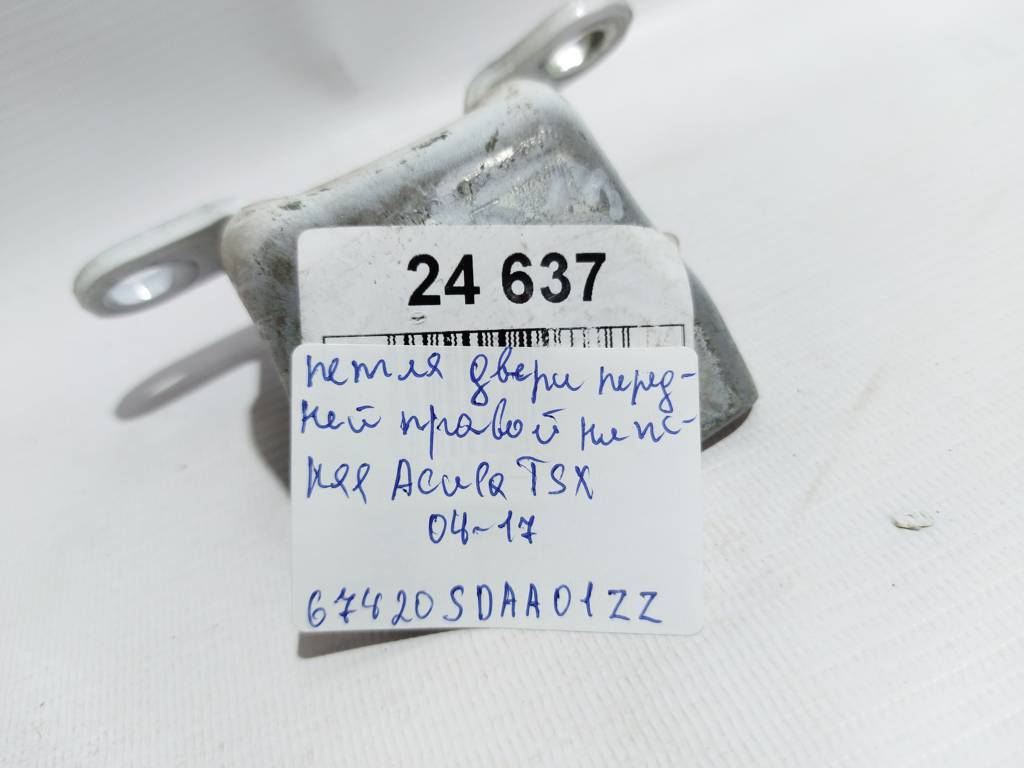 24 637
петля двери перед-
ней правой ниж-
няя Acura TSX
04-17
67420SDAA01ZZ